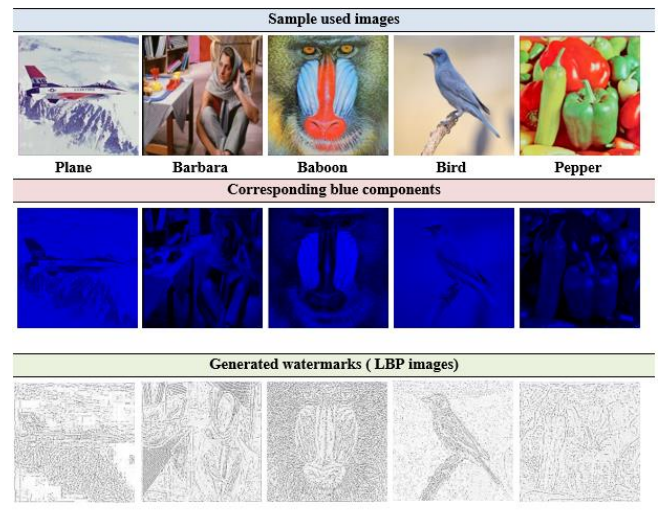 Sample used images
Plane Barbara Baboon Bird Pepper
Corresponding blue components
Generated watermarks ( LBP images)